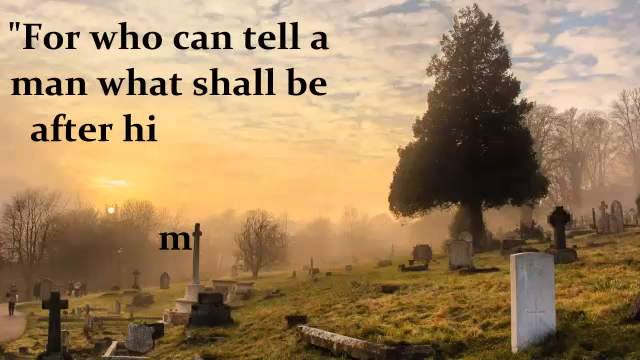 "For who can tell a
man what shall be
after hi
m